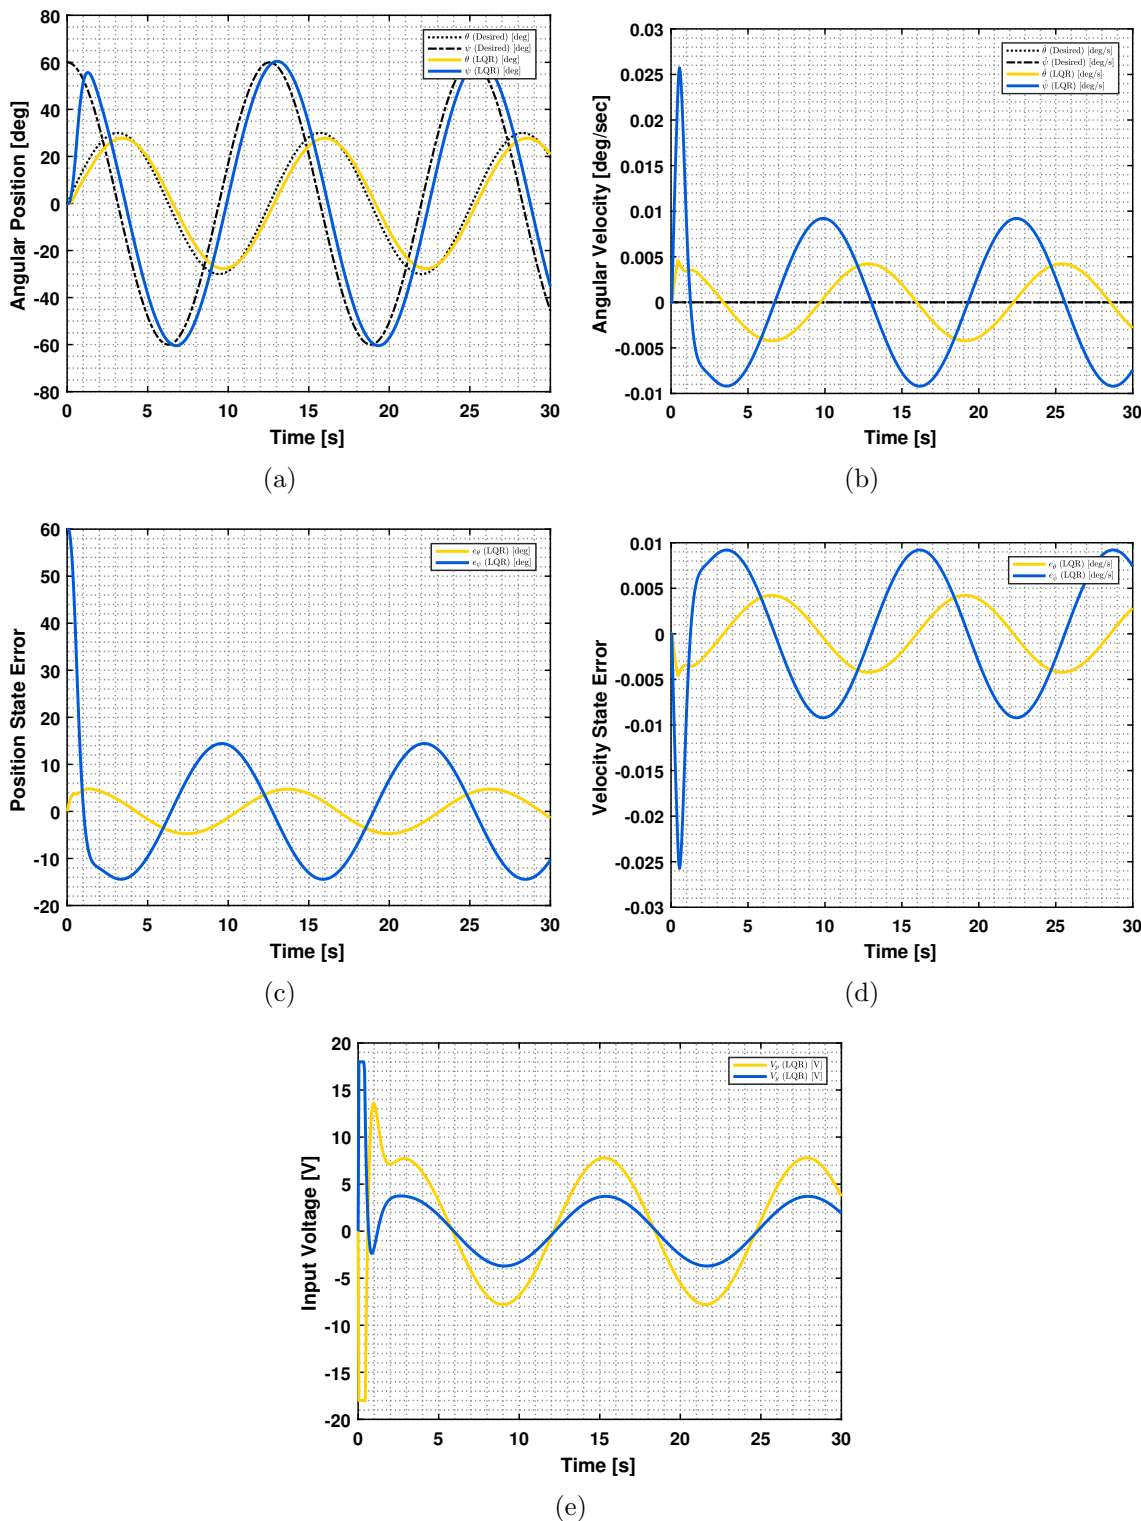 80
60
40
20
0
-20
-40
-60
-80
Angular Position [deg]
0 5 10 15 20 25 30
Time [s]
θ (Desired) [deg]
ψ (Desired) [deg]
θ (LQR) [deg]
ψ (LQR) [deg]
(a)
0.03
0.025
0.02
0.015
0.01
0.005
0
-0.005
-0.01
Angular Velocity [deg/sec]
0 5 10 15 20 25 30
Time [s]
θ̇ (Desired) [deg/s]
ψ̇ (Desired) [deg/s]
θ̇ (LQR) [deg/s]
ψ̇ (LQR) [deg/s]
(b)
60
50
40
30
20
10
0
-10
-20
Position State Error
0 5 10 15 20 25 30
Time [s]
e_θ (LQR) [deg]
e_ψ (LQR) [deg]
(c)
0.01
0.005
0
-0.005
-0.01
-0.015
-0.02
-0.025
-0.03
Velocity State Error
0 5 10 15 20 25 30
Time [s]
e_θ̇ (LQR) [deg/s]
e_ψ̇ (LQR) [deg/s]
(d)
20
15
10
5
0
-5
-10
-15
-20
Input Voltage [V]
0 5 10 15 20 25 30
Time [s]
V_p (LQR) [V]
V_y (LQR) [V]
(e)